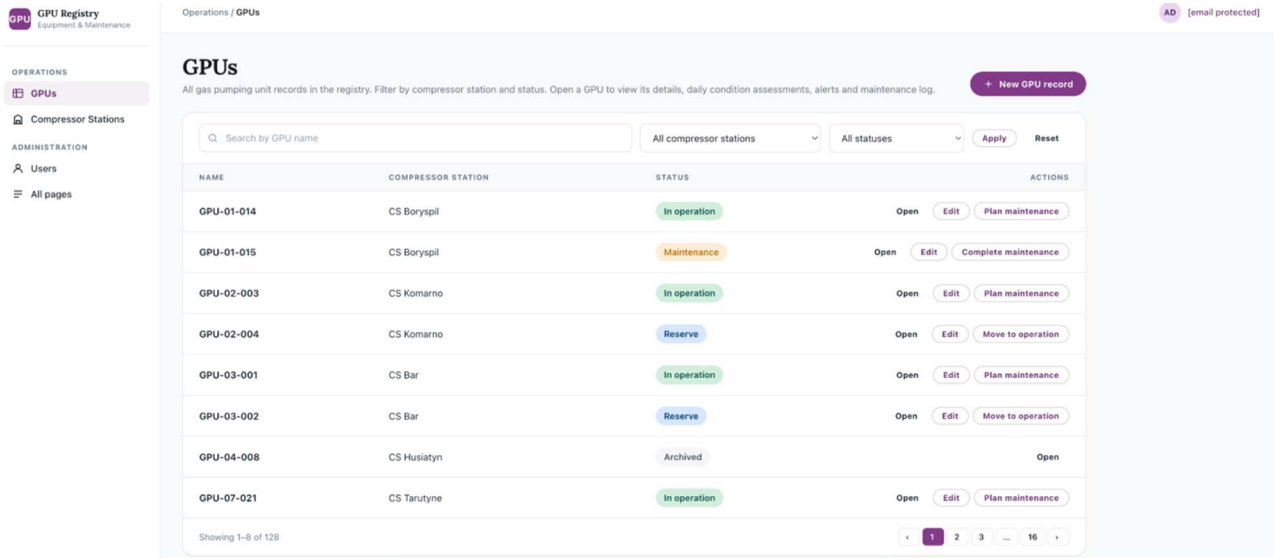 GPU
GPU Registry
Equipment & Maintenance
OPERATIONS
GPUs
Compressor Stations
ADMINISTRATION
Users
All pages
Operations / GPUs
AD [email protected]
GPUs
All gas pumping unit records in the registry. Filter by compressor station and status. Open a GPU to view its details, daily condition assessments, alerts and maintenance log.
+ New GPU record
Search by GPU name All compressor stations All statuses Apply Reset
NAME COMPRESSOR STATION STATUS ACTIONS
GPU-01-014 CS Boryspil In operation Open Edit Plan maintenance
GPU-01-015 CS Boryspil Maintenance Open Edit Complete maintenance
GPU-02-003 CS Komarno In operation Open Edit Plan maintenance
GPU-02-004 CS Komarno Reserve Open Edit Move to operation
GPU-03-001 CS Bar In operation Open Edit Plan maintenance
GPU-03-002 CS Bar Reserve Open Edit Move to operation
GPU-04-008 CS Husiatyn Archived Open
GPU-07-021 CS Tarutyne In operation Open Edit Plan maintenance
Showing 1–8 of 128 ‹ 1 2 3 ... 16 ›